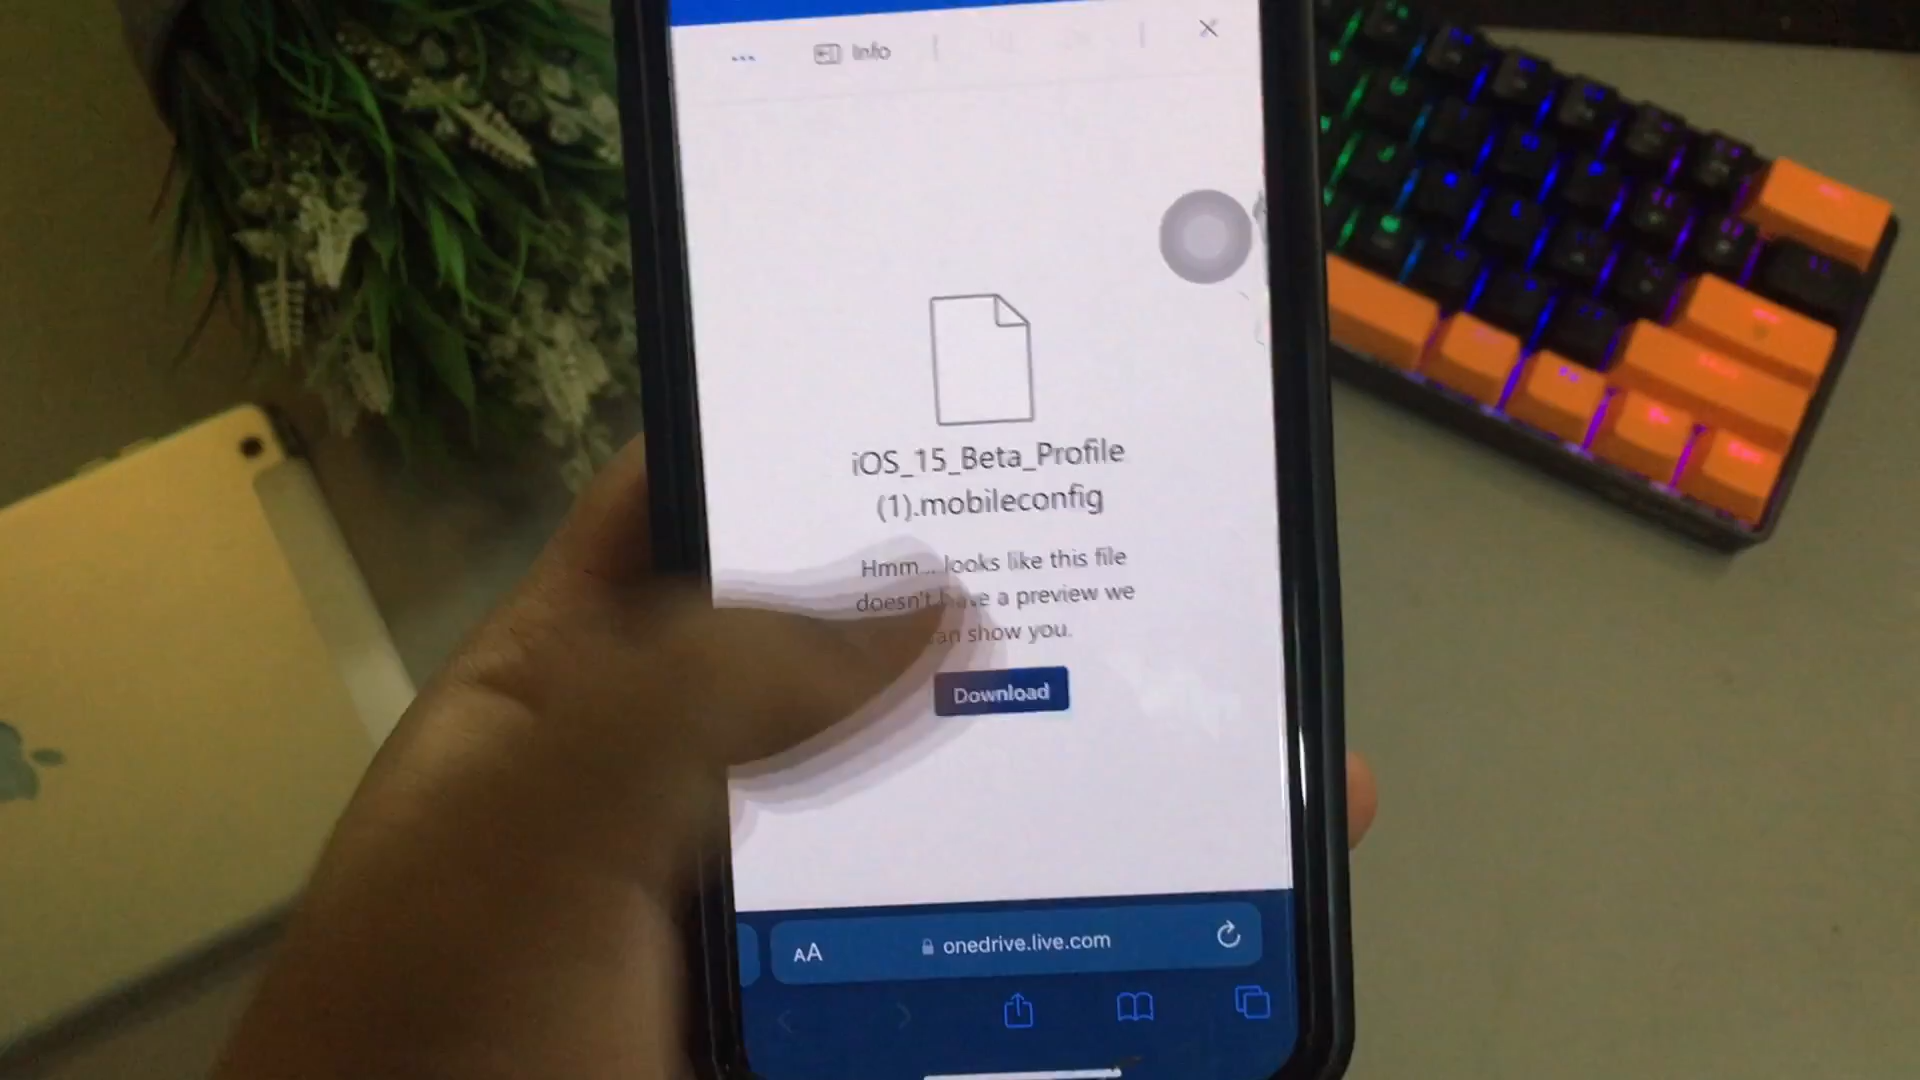 ... Info
iOS_15_Beta_Profile
(1).mobileconfig
Hmm... looks like this file
doesn't have a preview we
can show you.
Download
AA onedrive.live.com